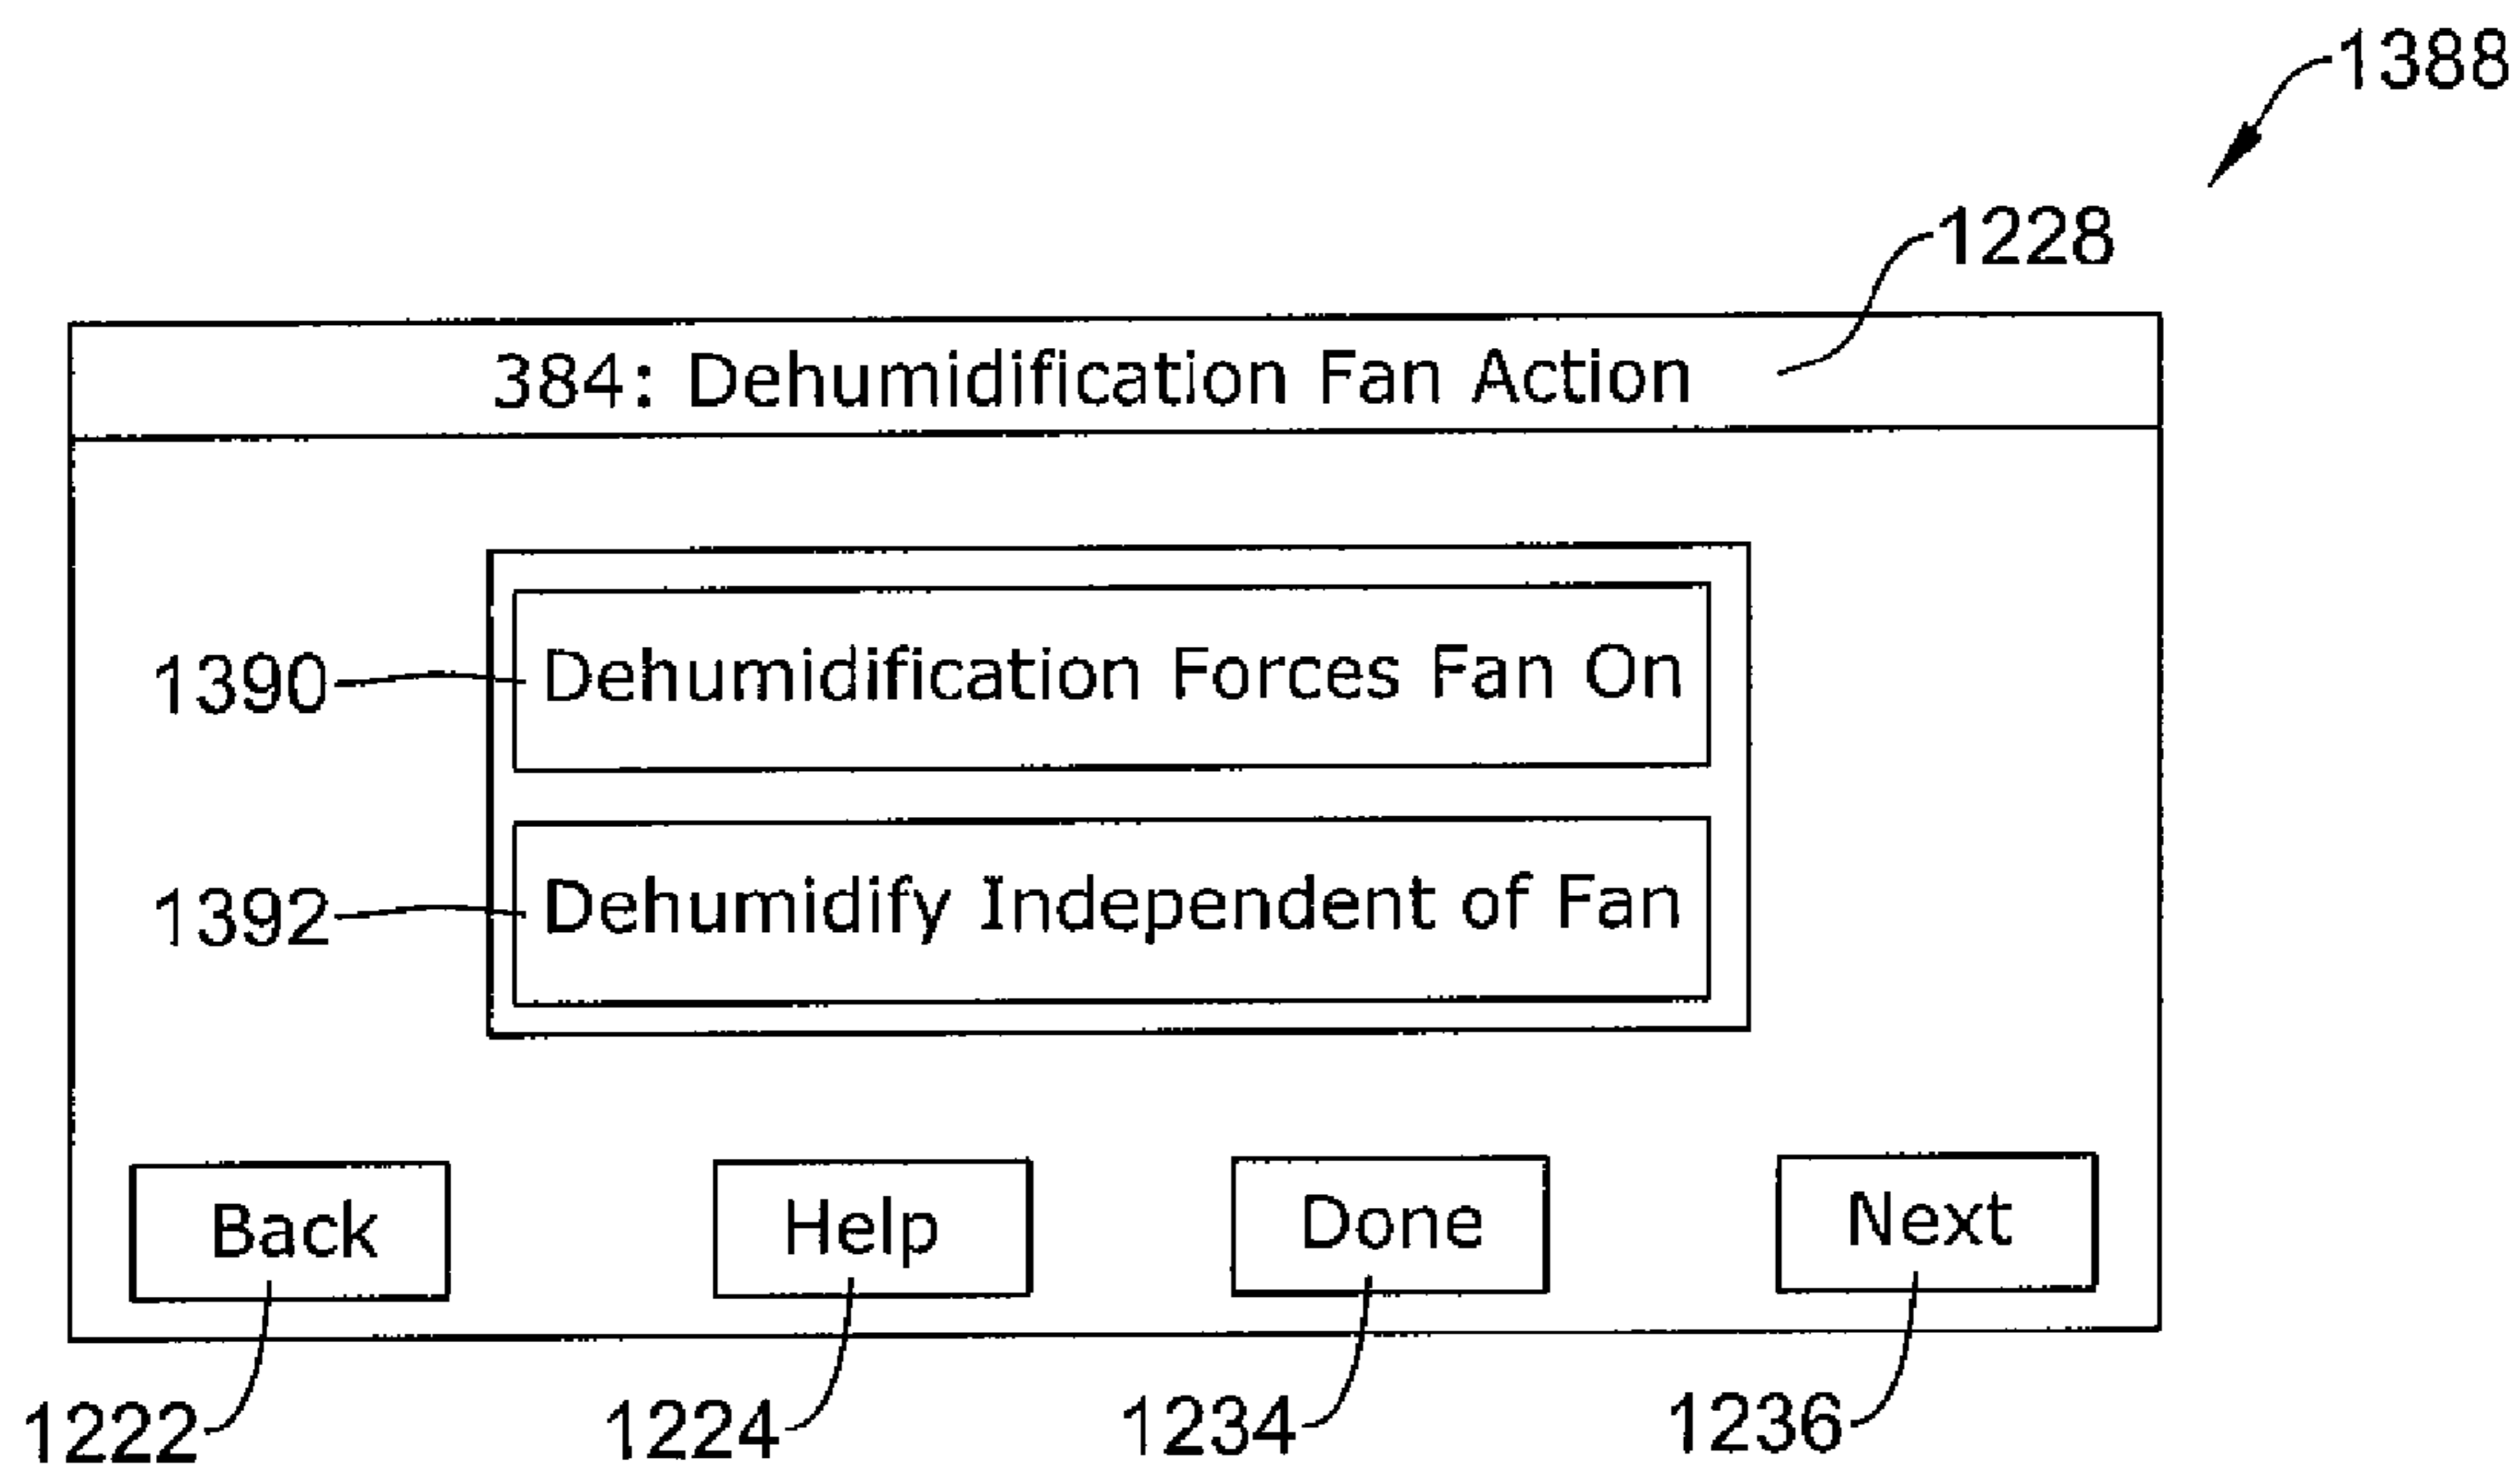 1388
1228
384: Dehumidification Fan Action
1390
Dehumidification Forces Fan On
1392
Dehumidify Independent of Fan
Back
Help
Done
Next
1222
1224
1234
1236